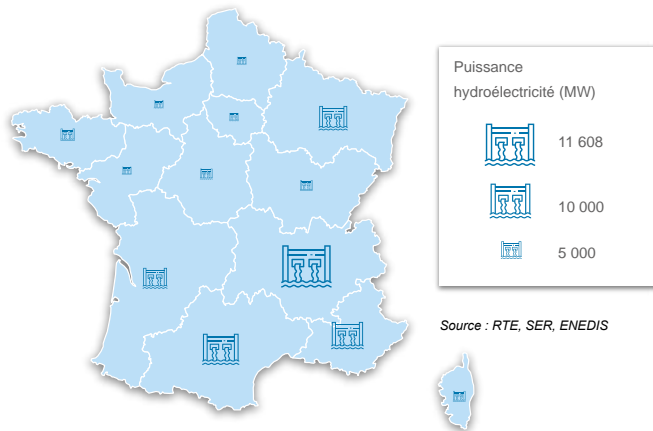 Puissance
hydroélectricité (MW)
11 608
10 000
5 000
Source : RTE, SER, ENEDIS